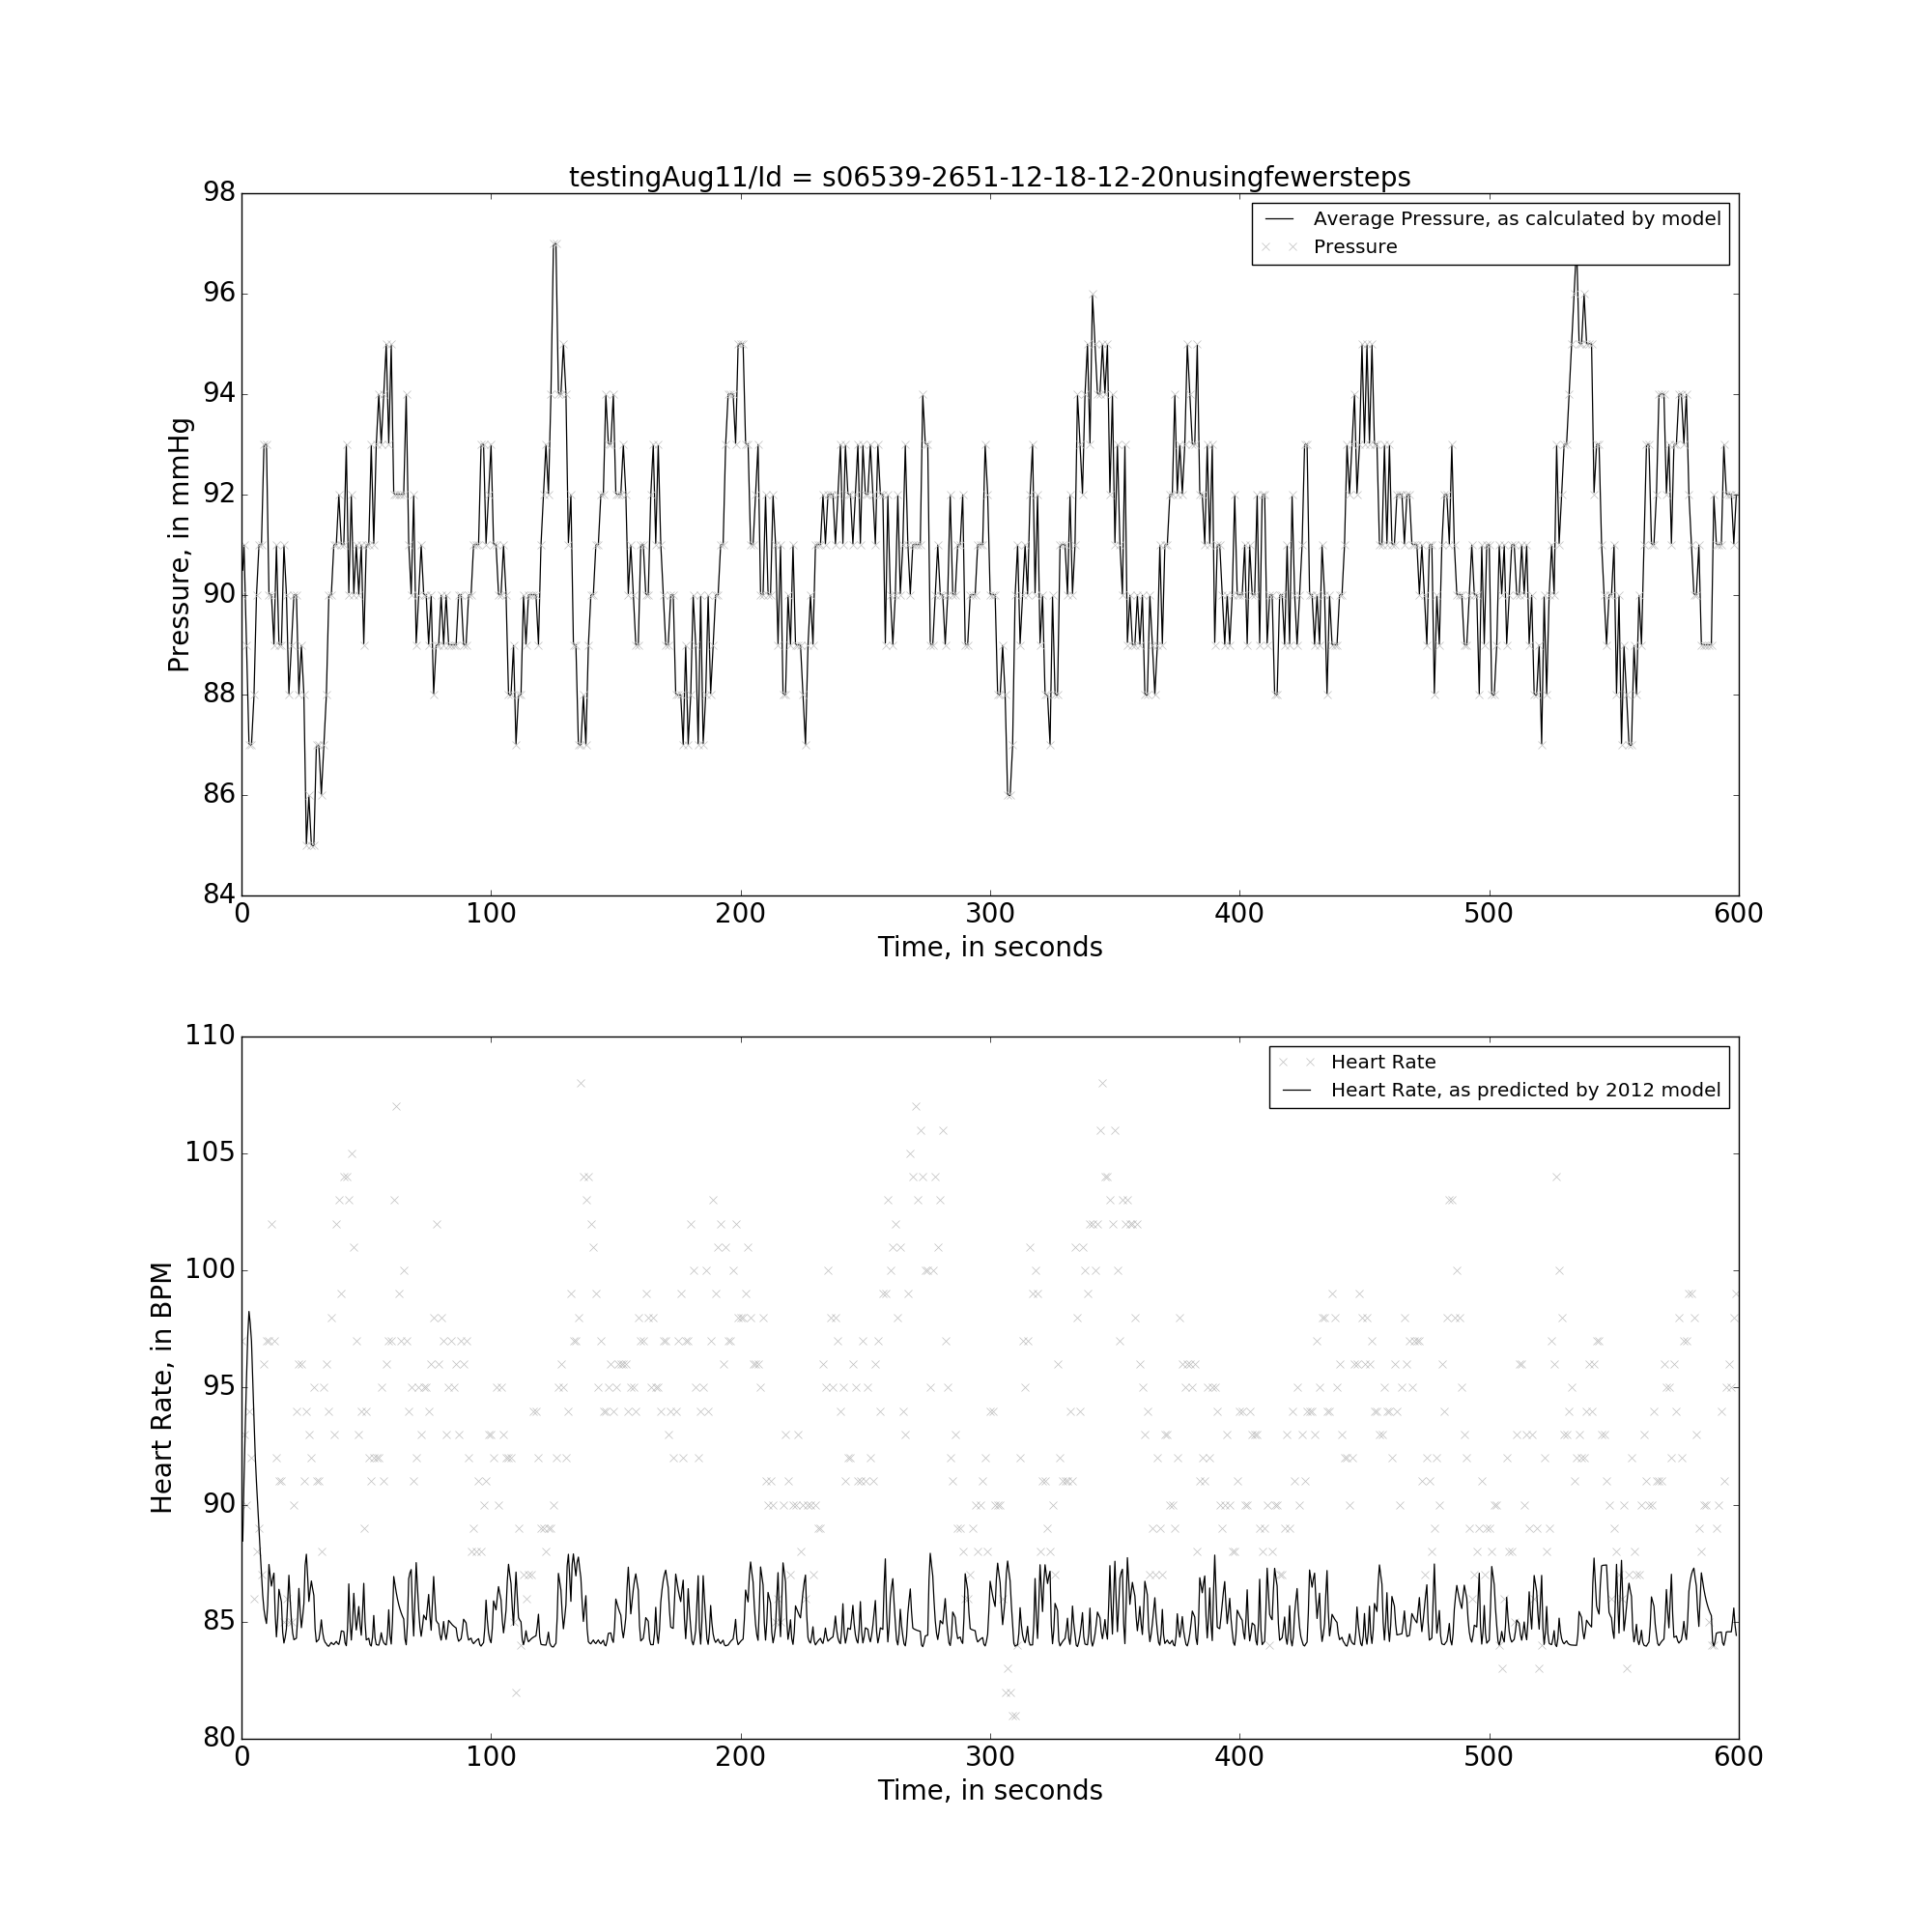 testingAug11/Id = s06539-2651-12-18-12-20nusingfewersteps
98
96
94
92
90
88
86
84
Pressure, in mmHg
Average Pressure, as calculated by model
Pressure
0 100 200 300 400 500 600
Time, in seconds
110
105
100
95
90
85
80
Heart Rate, in BPM
Heart Rate
Heart Rate, as predicted by 2012 model
0 100 200 300 400 500 600
Time, in seconds